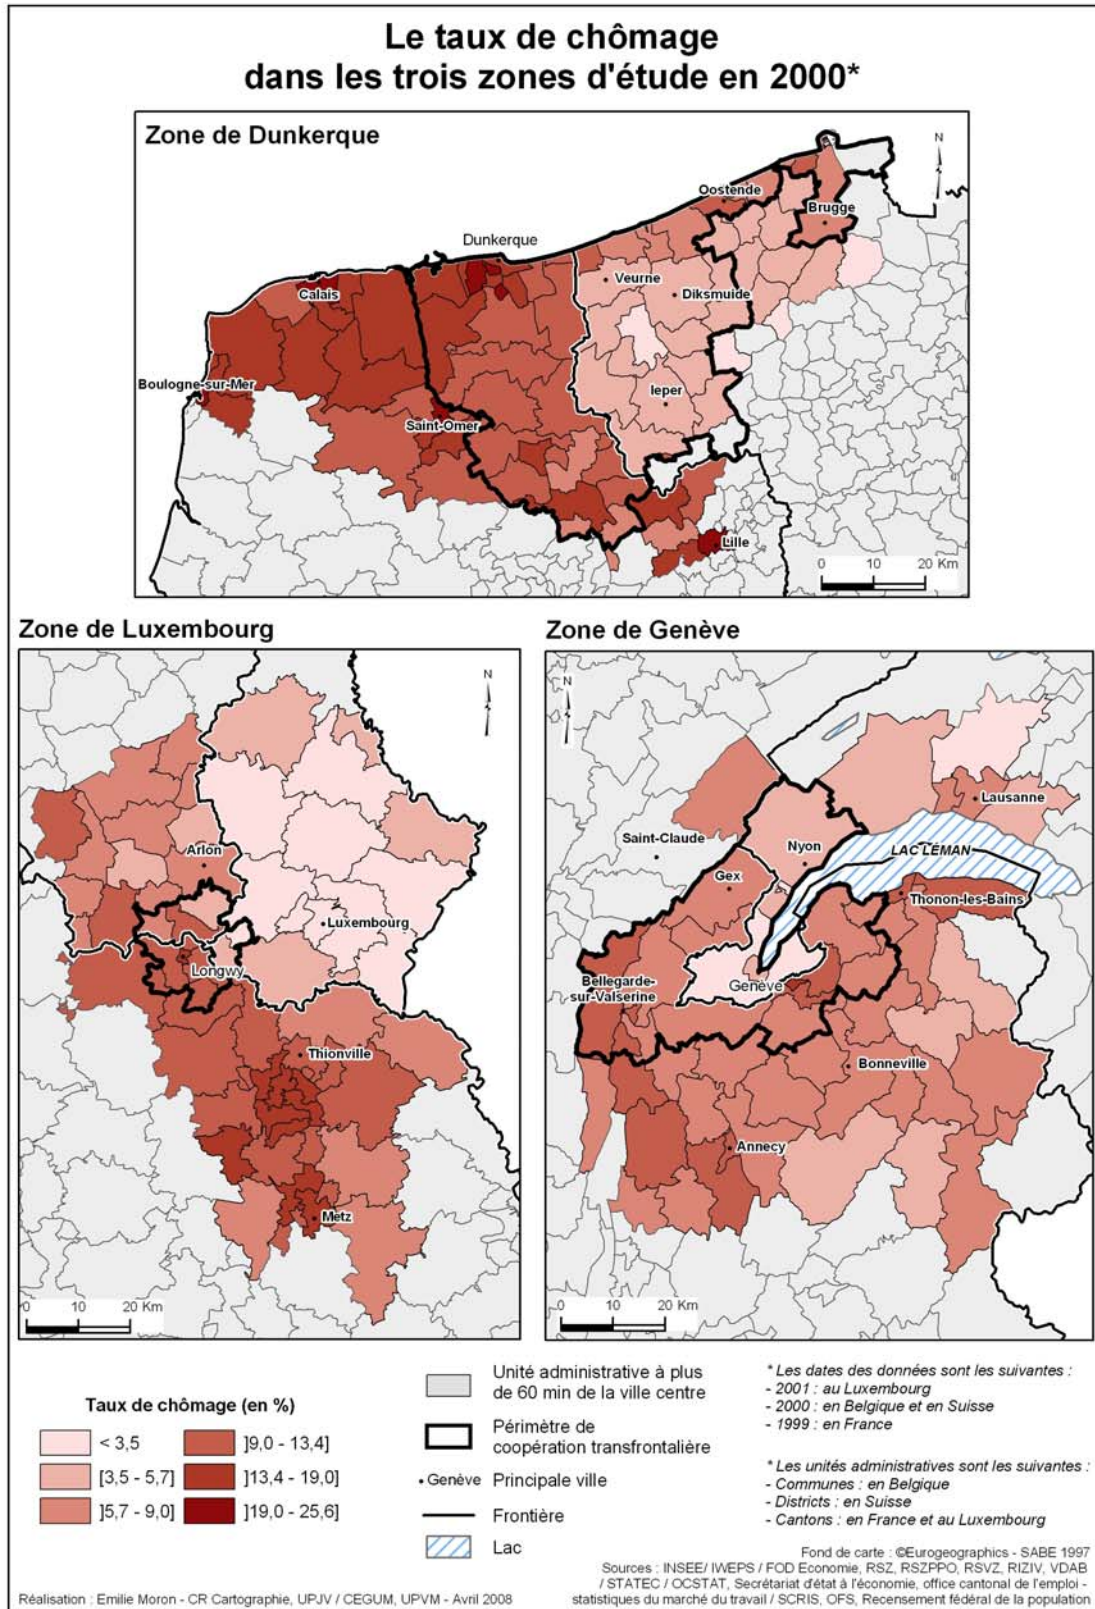 Le taux de chômage
dans les trois zones d'étude en 2000*
Zone de Dunkerque
N
Oostende
Brugge
Dunkerque
Veurne
Calais
Diksmuide
Boulogne-sur-Mer
Ieper
Saint-Omer
Lille
0 10 20 Km
Zone de Luxembourg
N
Arlon
Luxembourg
Longwy
Thionville
Metz
0 10 20 Km
Zone de Genève
N
Lausanne
Saint-Claude
Nyon
LAC LÉMAN
Gex
Thonon-les-Bains
Bellegarde-
sur-Valserine
Genève
Bonneville
Annecy
0 10 20 Km
Taux de chômage (en %)
< 3,5
[3,5 - 5,7]
]5,7 - 9,0]
]9,0 - 13,4]
]13,4 - 19,0]
]19,0 - 25,6]
Unité administrative à plus
de 60 min de la ville centre
Périmètre de
coopération transfrontalière
Genève Principale ville
Frontière
Lac
* Les dates des données sont les suivantes :
- 2001 : au Luxembourg
- 2000 : en Belgique et en Suisse
- 1999 : en France
* Les unités administratives sont les suivantes :
- Communes : en Belgique
- Districts : en Suisse
- Cantons : en France et au Luxembourg
Fond de carte : ©Eurogeographics - SABE 1997
Sources : INSEE/ IWEPS / FOD Economie, RSZ, RSZPPO, RSVZ, RIZIV, VDAB
/ STATEC / OCSTAT, Secrétariat d'état à l'économie, office cantonal de l'emploi -
statistiques du marché du travail / SCRIS, OFS, Recensement fédéral de la population
Réalisation : Emilie Moron - CR Cartographie, UPJV / CEGUM, UPVM - Avril 2008